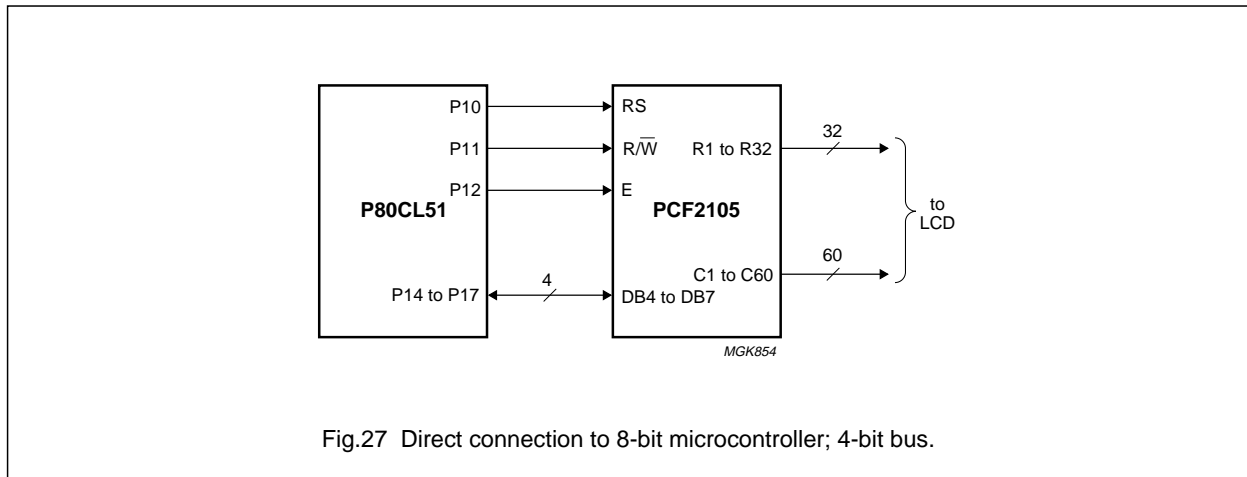 P10
RS
P11
R/W̅
R1 to R32
32
P12
E
P80CL51
PCF2105
to
LCD
C1 to C60
60
P14 to P17
4
DB4 to DB7
MGK854
Fig.27 Direct connection to 8-bit microcontroller; 4-bit bus.